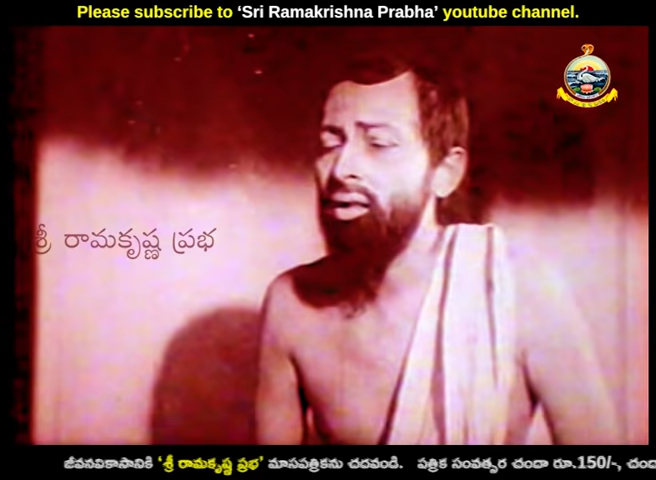 Please subscribe to ‘Sri Ramakrishna Prabha’ youtube channel.
శ్రీ రామకృష్ణ ప్రభ
జీవనవికాసానికి ‘శ్రీ రామకృష్ణ ప్రభ’ మాసపత్రికను చదవండి. పత్రిక సంవత్సర చందా రూ.150/-,